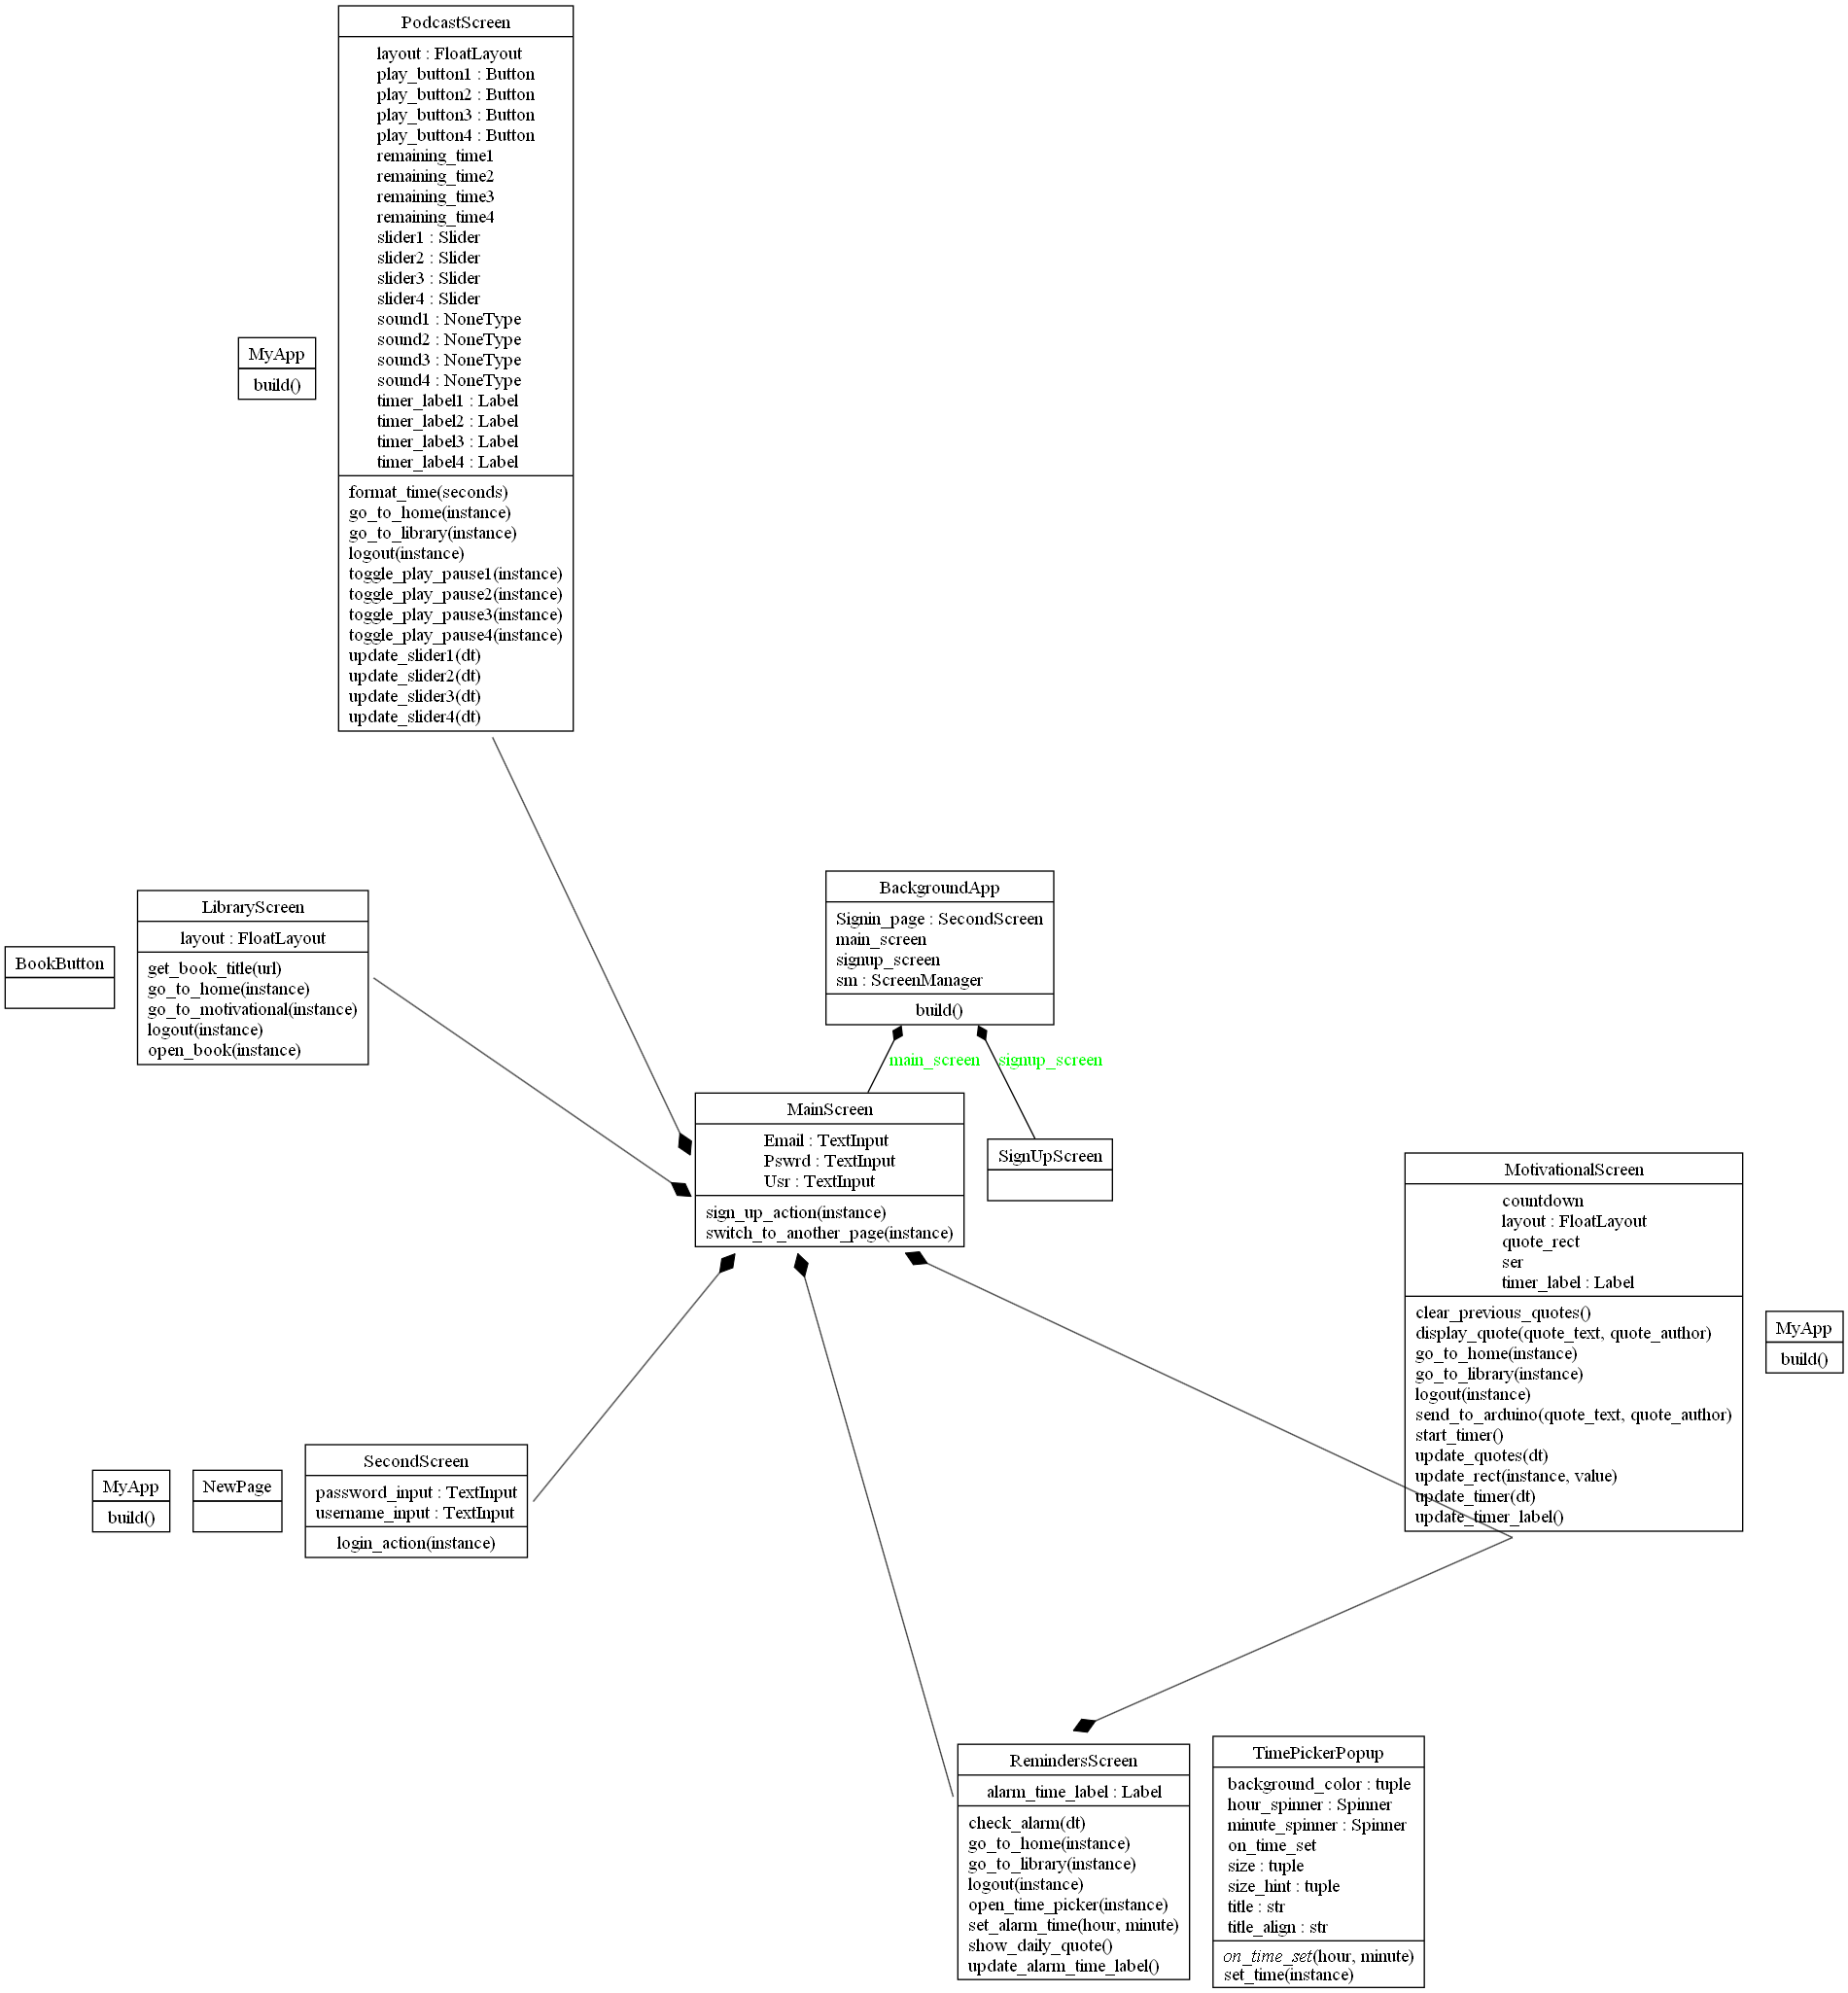 PodcastScreen
layout : FloatLayout
play_button1 : Button
play_button2 : Button
play_button3 : Button
play_button4 : Button
remaining_time1
remaining_time2
remaining_time3
remaining_time4
slider1 : Slider
slider2 : Slider
slider3 : Slider
slider4 : Slider
sound1 : NoneType
sound2 : NoneType
sound3 : NoneType
sound4 : NoneType
timer_label1 : Label
timer_label2 : Label
timer_label3 : Label
timer_label4 : Label
format_time(seconds)
go_to_home(instance)
go_to_library(instance)
logout(instance)
toggle_play_pause1(instance)
toggle_play_pause2(instance)
toggle_play_pause3(instance)
toggle_play_pause4(instance)
update_slider1(dt)
update_slider2(dt)
update_slider3(dt)
update_slider4(dt)
MyApp
build()
BookButton
LibraryScreen
layout : FloatLayout
get_book_title(url)
go_to_home(instance)
go_to_motivational(instance)
logout(instance)
open_book(instance)
BackgroundApp
Signin_page : SecondScreen
main_screen
signup_screen
sm : ScreenManager
build()
main_screen
signup_screen
MainScreen
Email : TextInput
Pswrd : TextInput
Usr : TextInput
sign_up_action(instance)
switch_to_another_page(instance)
SignUpScreen
MotivationalScreen
countdown
layout : FloatLayout
quote_rect
ser
timer_label : Label
clear_previous_quotes()
display_quote(quote_text, quote_author)
go_to_home(instance)
go_to_library(instance)
logout(instance)
send_to_arduino(quote_text, quote_author)
start_timer()
update_quotes(dt)
update_rect(instance, value)
update_timer(dt)
update_timer_label()
MyApp
build()
MyApp
build()
NewPage
SecondScreen
password_input : TextInput
username_input : TextInput
login_action(instance)
RemindersScreen
alarm_time_label : Label
check_alarm(dt)
go_to_home(instance)
go_to_library(instance)
logout(instance)
open_time_picker(instance)
set_alarm_time(hour, minute)
show_daily_quote()
update_alarm_time_label()
TimePickerPopup
background_color : tuple
hour_spinner : Spinner
minute_spinner : Spinner
on_time_set
size : tuple
size_hint : tuple
title : str
title_align : str
on_time_set(hour, minute)
set_time(instance)